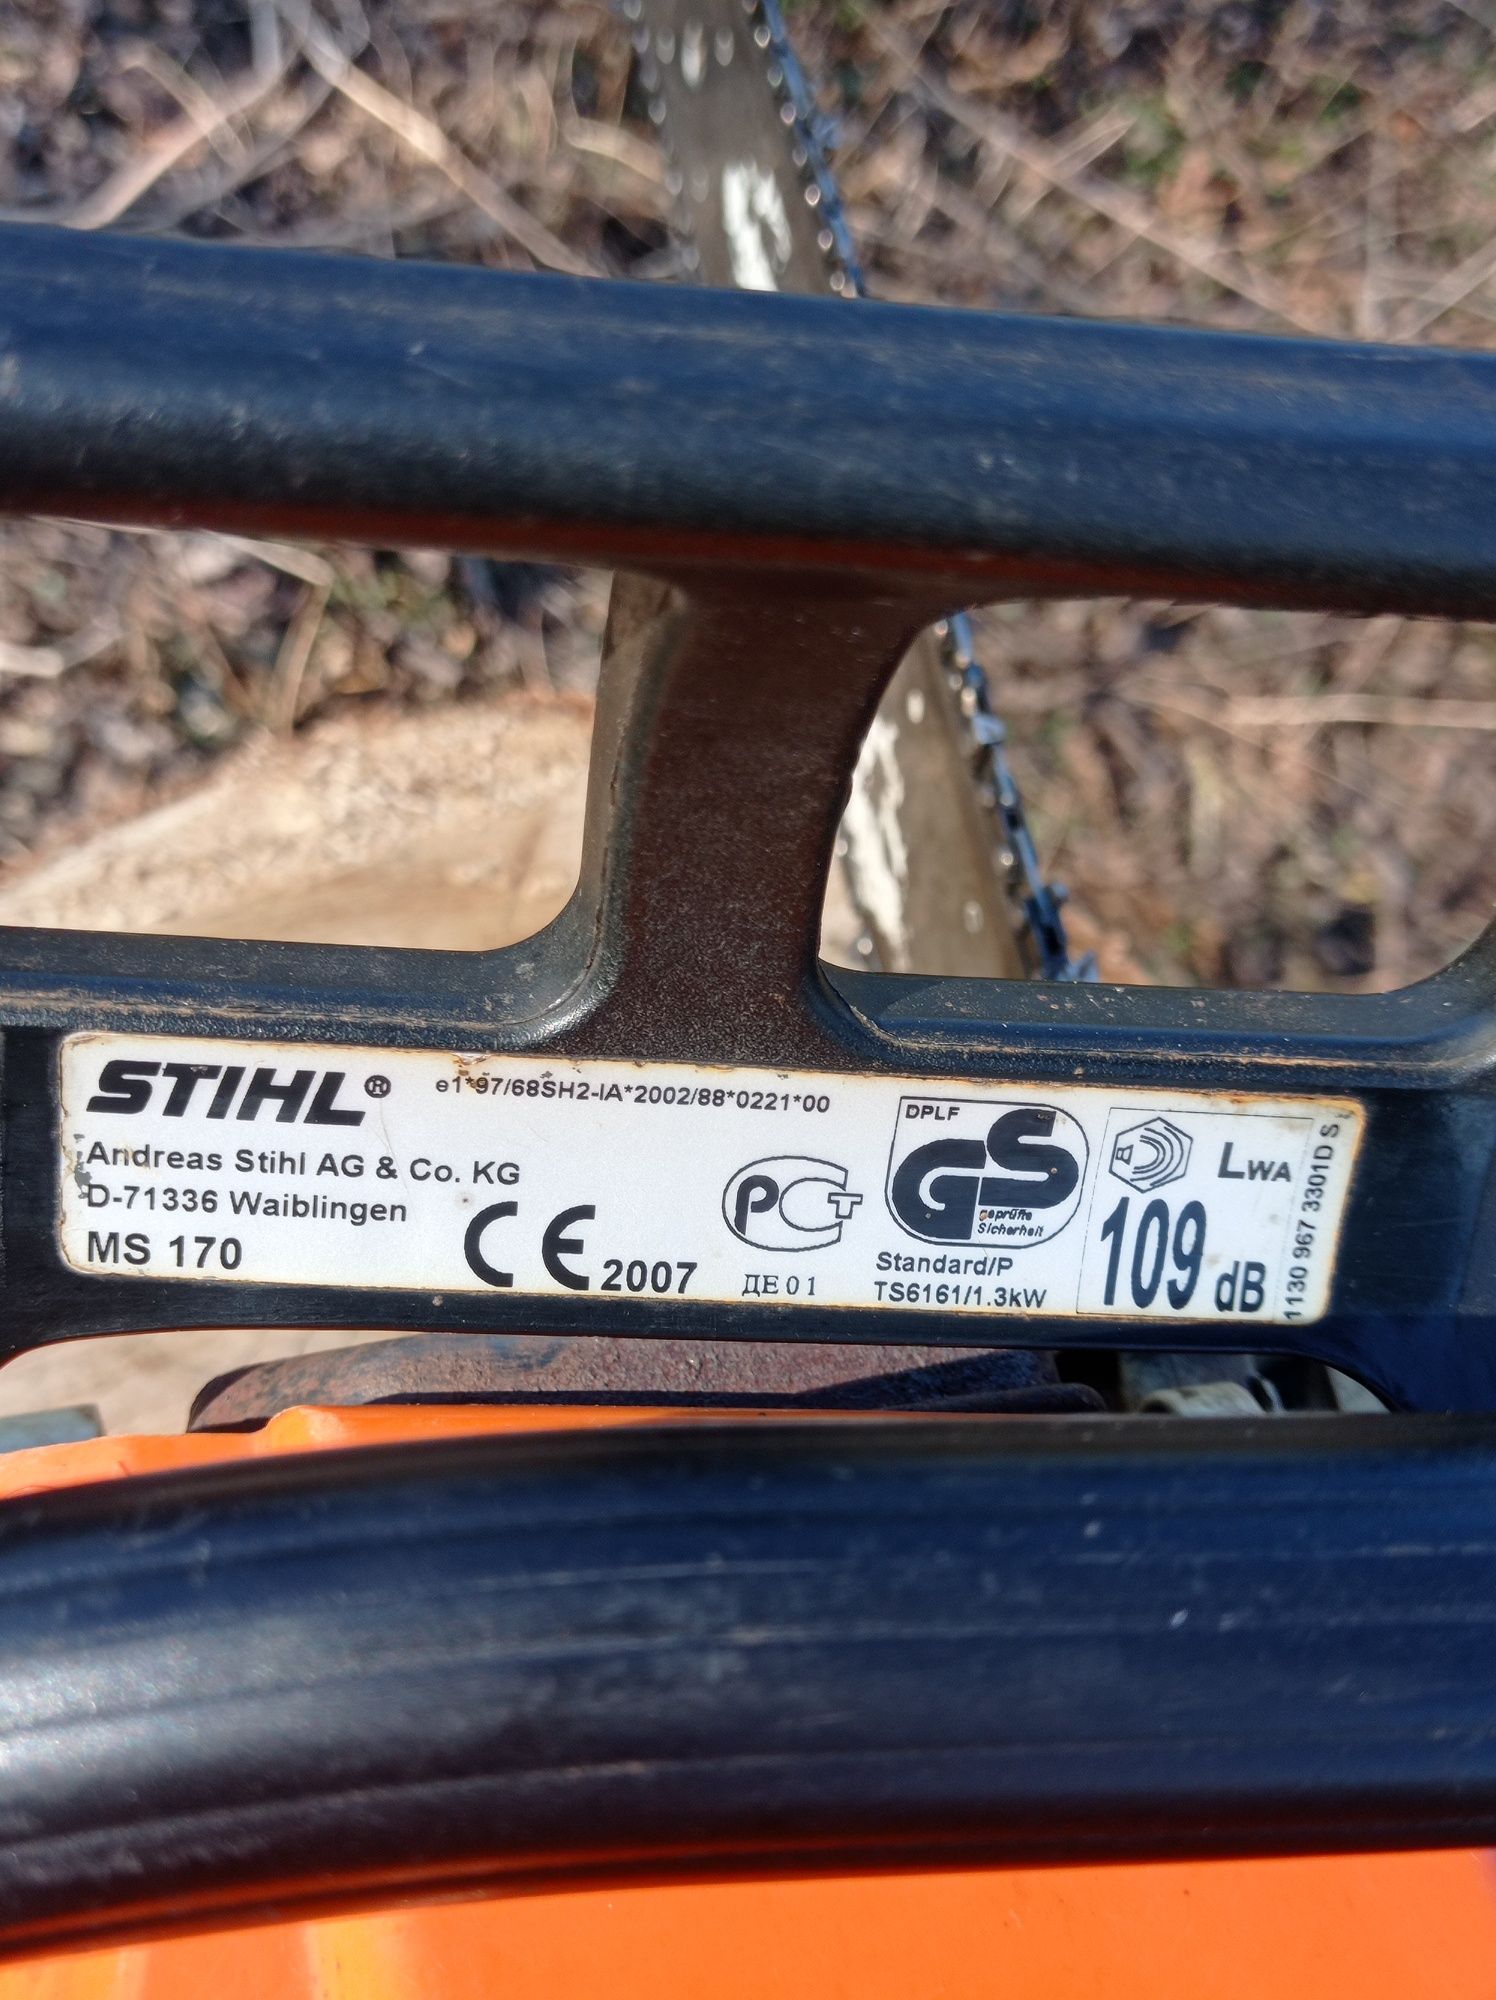 STIHL®
e1*97/68SH2-IA*2002/88*0221*00
Andreas Stihl AG & Co. KG
D-71336 Waiblingen
MS 170
CE 2007
РСТ
ДЕ01
DPLF
GS
geprüfte
Sicherheit
Standard/P
TS6161/1.3kW
LWA
109 dB
1130 967 3301D S